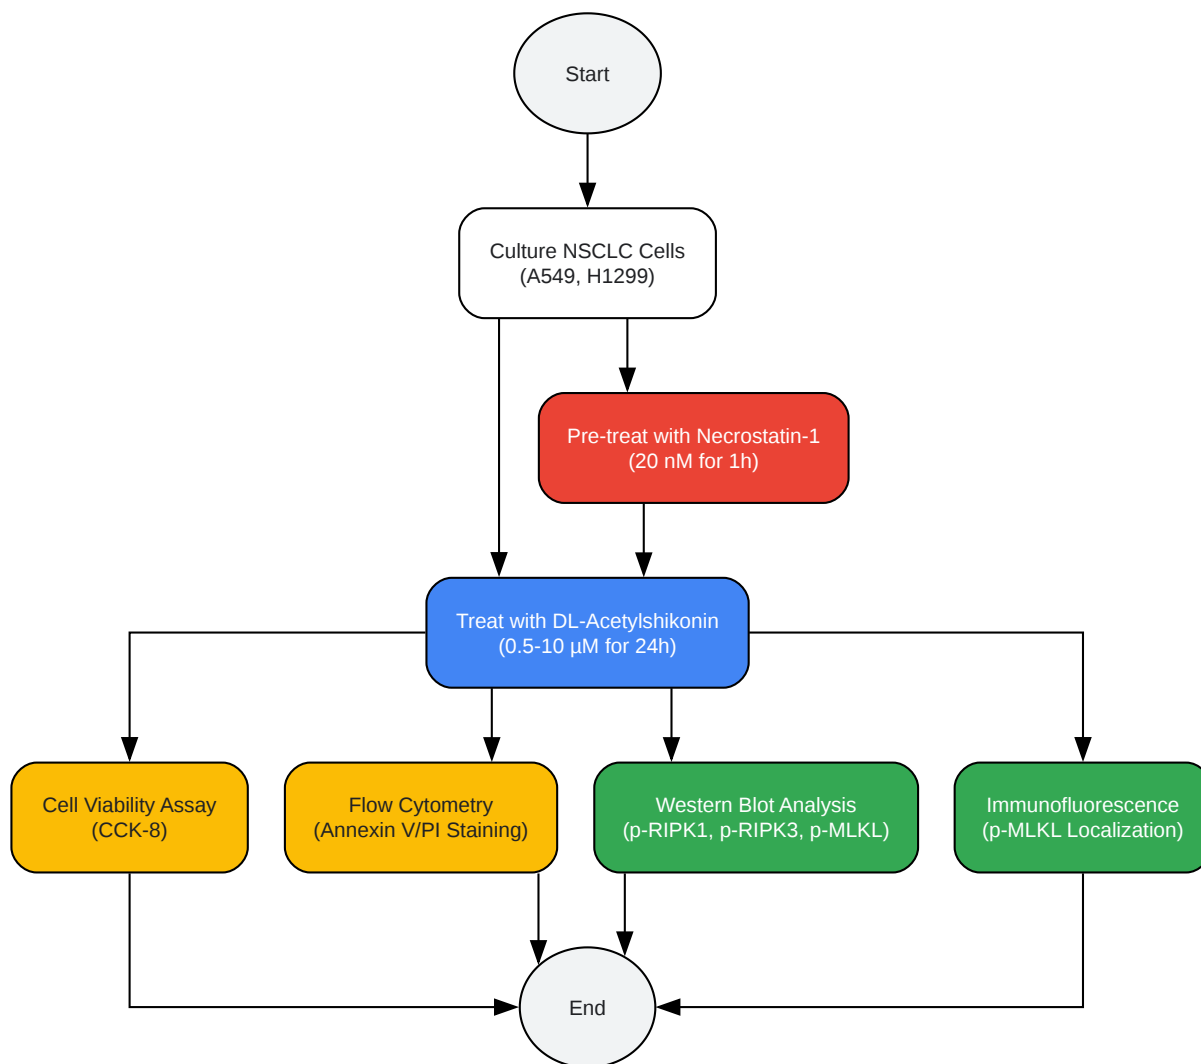 Start
Culture NSCLC Cells
(A549, H1299)
Pre-treat with Necrostatin-1
(20 nM for 1h)
Treat with DL-Acetylshikonin
(0.5-10 µM for 24h)
Cell Viability Assay
(CCK-8)
Flow Cytometry
(Annexin V/PI Staining)
Western Blot Analysis
(p-RIPK1, p-RIPK3, p-MLKL)
Immunofluorescence
(p-MLKL Localization)
End